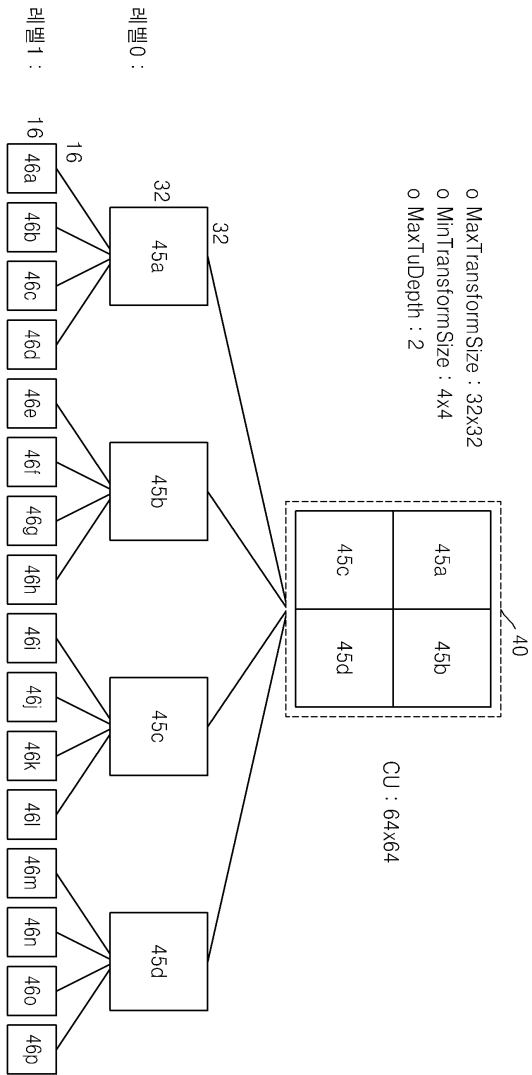 o MaxTransformSize : 32x32
o MinTransformSize : 4x4
o MaxTuDepth : 2
40
45a
45b
45c
45d
CU : 64x64
레벨0 :
32
32
45a
45b
45c
45d
레벨1 :
16
16
46a
46b
46c
46d
46e
46f
46g
46h
46i
46j
46k
46l
46m
46n
46o
46p